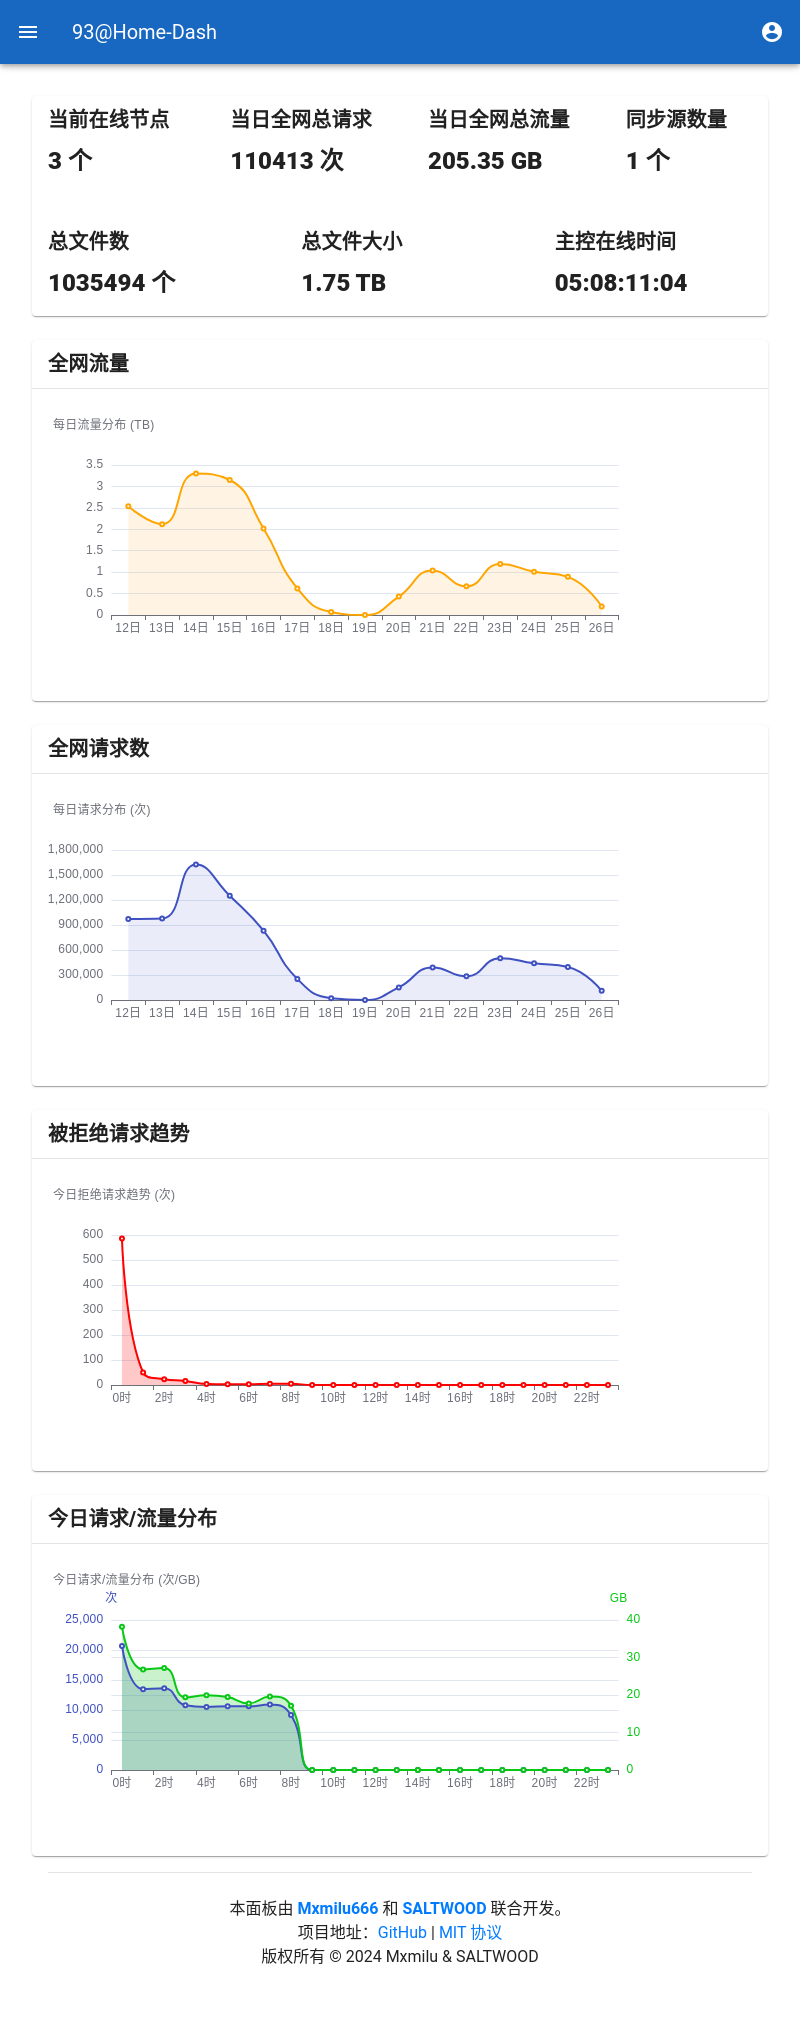 93@Home-Dash
当前在线节点 当日全网总请求 当日全网总流量 同步源数量
3 个 110413 次 205.35 GB 1 个
总文件数 总文件大小 主控在线时间
1035494 个 1.75 TB 05:08:11:04
全网流量
每日流量分布 (TB)
3.5
3
2.5
2
1.5
1
0.5
0
12日 13日 14日 15日 16日 17日 18日 19日 20日 21日 22日 23日 24日 25日 26日
全网请求数
每日请求分布 (次)
1,800,000
1,500,000
1,200,000
900,000
600,000
300,000
0
12日 13日 14日 15日 16日 17日 18日 19日 20日 21日 22日 23日 24日 25日 26日
被拒绝请求趋势
今日拒绝请求趋势 (次)
600
500
400
300
200
100
0
0时 2时 4时 6时 8时 10时 12时 14时 16时 18时 20时 22时
今日请求/流量分布
今日请求/流量分布 (次/GB)
次 GB
25,000 40
20,000 30
15,000 20
10,000 10
5,000
0 0
0时 2时 4时 6时 8时 10时 12时 14时 16时 18时 20时 22时
本面板由 Mxmilu666 和 SALTWOOD 联合开发。
项目地址：GitHub | MIT 协议
版权所有 © 2024 Mxmilu & SALTWOOD